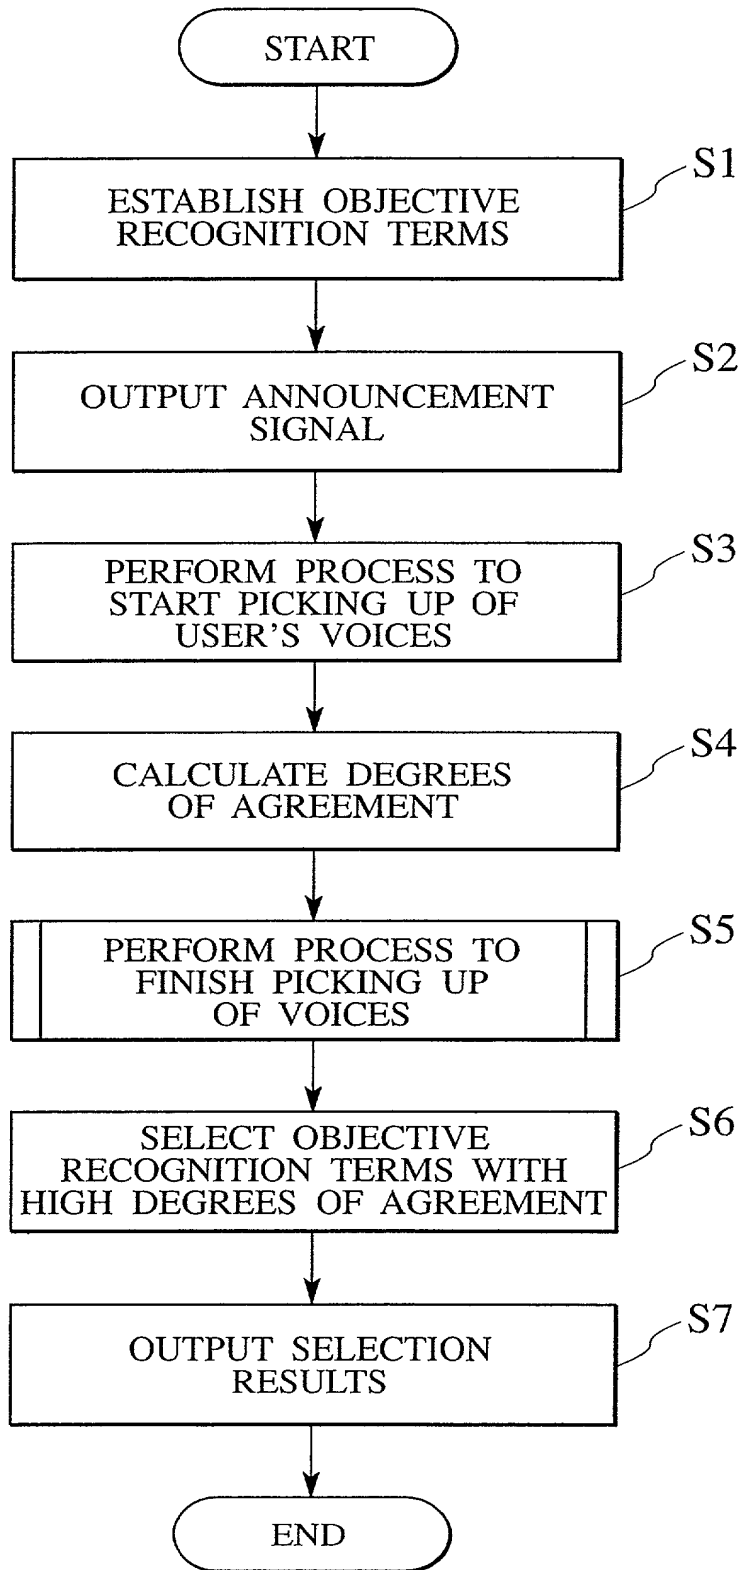 START
S1
ESTABLISH OBJECTIVE
RECOGNITION TERMS
S2
OUTPUT ANNOUNCEMENT
SIGNAL
S3
PERFORM PROCESS TO
START PICKING UP OF
USER'S VOICES
S4
CALCULATE DEGREES
OF AGREEMENT
S5
PERFORM PROCESS TO
FINISH PICKING UP
OF VOICES
S6
SELECT OBJECTIVE
RECOGNITION TERMS WITH
HIGH DEGREES OF AGREEMENT
S7
OUTPUT SELECTION
RESULTS
END